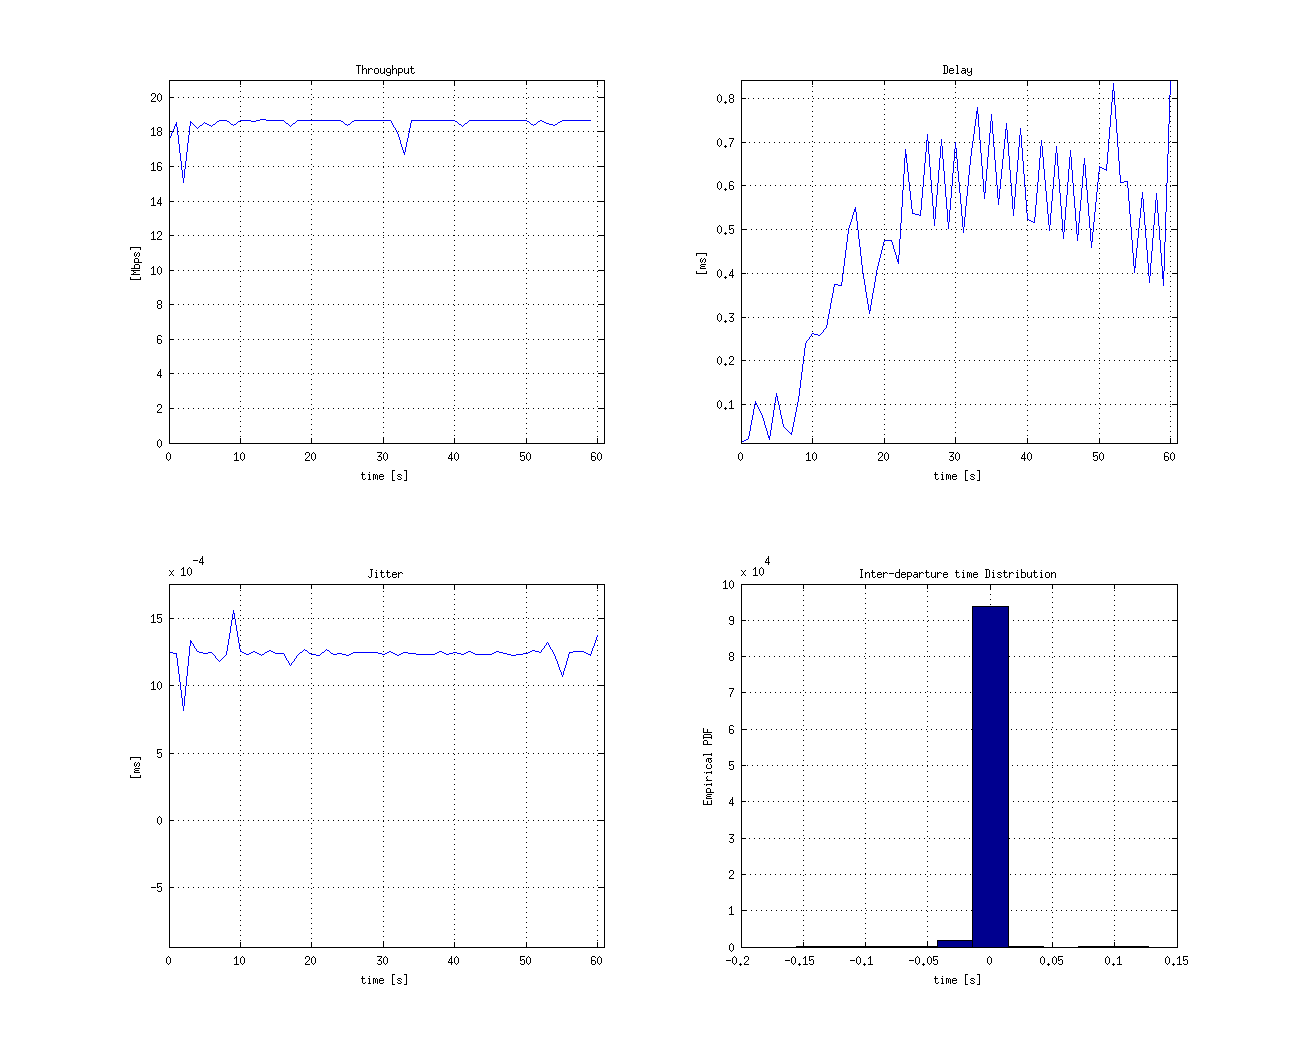 Throughput
20
18
16
14
12
10
8
6
4
2
0
[Mbps]
0 10 20 30 40 50 60
time [s]
Delay
0.8
0.7
0.6
0.5
0.4
0.3
0.2
0.1
[ms]
0 10 20 30 40 50 60
time [s]
x 10^-4
Jitter
15
10
5
0
-5
[ms]
0 10 20 30 40 50 60
time [s]
x 10^4
Inter-departure time Distribution
10
9
8
7
6
5
4
3
2
1
0
Empirical PDF
-0.2 -0.15 -0.1 -0.05 0 0.05 0.1 0.15
time [s]